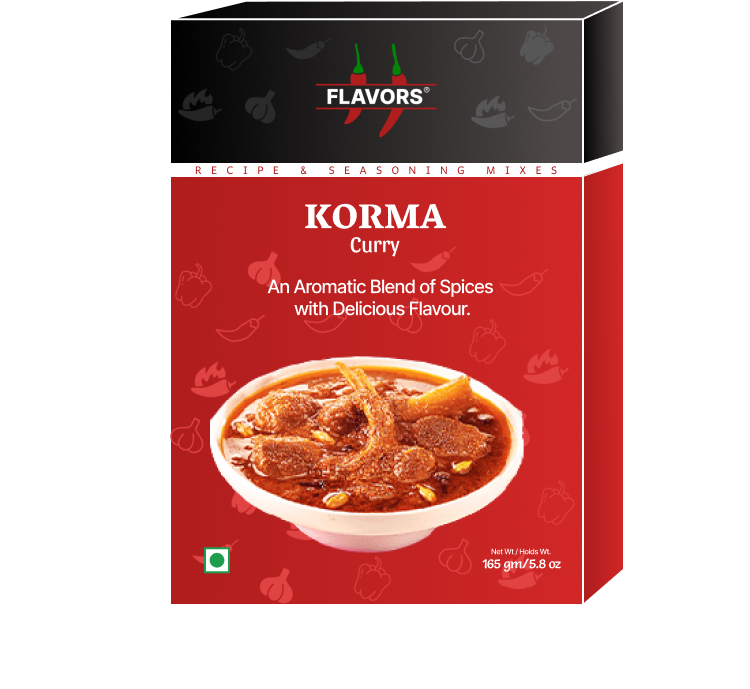 FLAVORS®
RECIPE & SEASONING MIXES
KORMA
Curry
An Aromatic Blend of Spices
with Delicious Flavour.
Net Wt / Holds Wt.
165 gm/5.8 oz